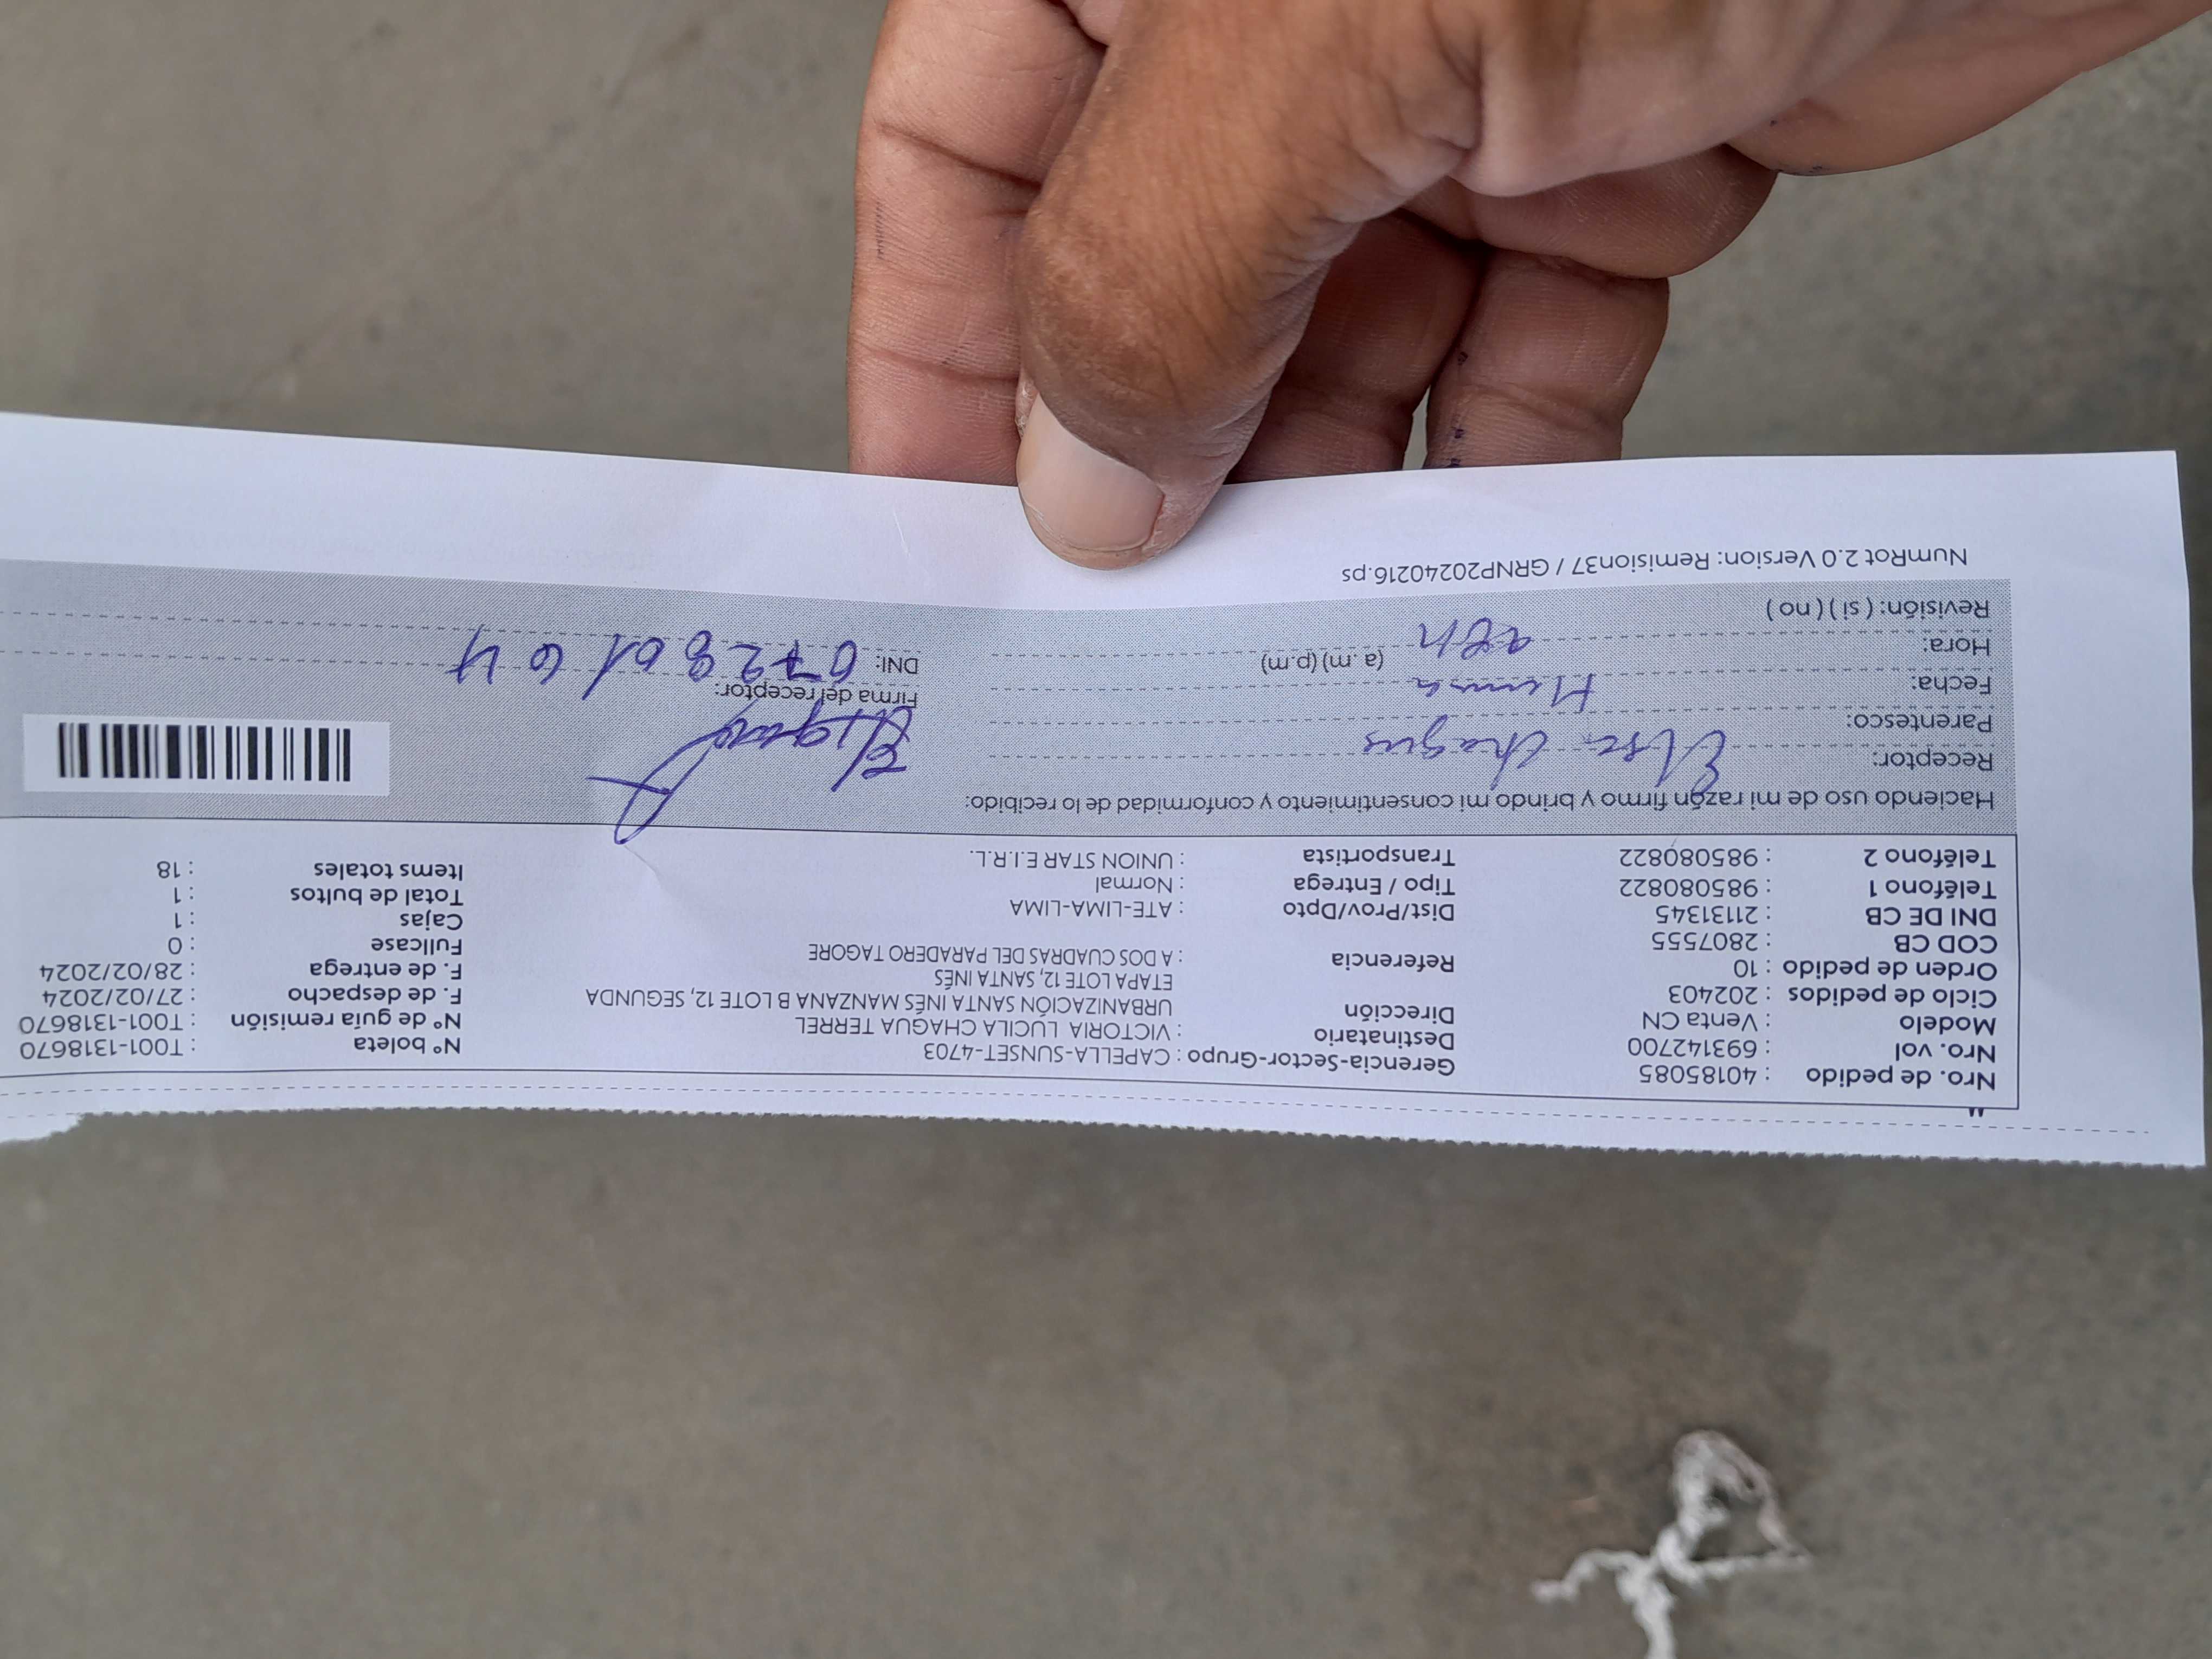 Nro. de pedido : 40185085
Nro. vol : 693142700
Modelo : Venta CN
Ciclo de pedidos : 202403
Orden de pedido : 10
COD CB : 2807555
DNI DE CB : 21131345
Teléfono 1 : 985080822
Teléfono 2 : 985080822
Gerencia-Sector-Grupo : CAPELLA-SUNSET-4703
Destinatario : VICTORIA LUCILA CHAGUA TERREL
Dirección URBANIZACIÓN SANTA INÉS MANZANA B LOTE 12, SEGUNDA
ETAPA LOTE 12, SANTA INÉS
Referencia : A DOS CUADRAS DEL PARADERO TAGORE
Dist/Prov/Dpto : ATE-LIMA-LIMA
Tipo / Entrega : Normal
Transportista : UNION STAR E.I.R.L.
N° boleta : T001-1318670
N° de guía remisión : T001-1318670
F. de despacho : 27/02/2024
F. de entrega : 28/02/2024
Fullcase : 0
Cajas : 1
Total de bultos : 1
Items totales : 18
Haciendo uso de mi razón firmo y brindo mi consentimiento y conformidad de lo recibido:
Receptor: Elsa
Parentesco:
Fecha:
Hora: (a. m) (p.m)
Revisión: ( si ) ( no )
Firma del receptor:
DNI:
NumRot 2.0 Version: Remision37 / GRNP20240216.ps